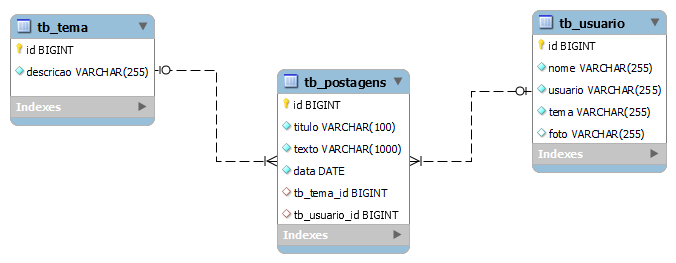 tb_tema
id BIGINT
descricao VARCHAR(255)
Indexes
tb_postagens
id BIGINT
titulo VARCHAR(100)
texto VARCHAR(1000)
data DATE
tb_tema_id BIGINT
tb_usuario_id BIGINT
Indexes
tb_usuario
id BIGINT
nome VARCHAR(255)
usuario VARCHAR(255)
tema VARCHAR(255)
foto VARCHAR(255)
Indexes